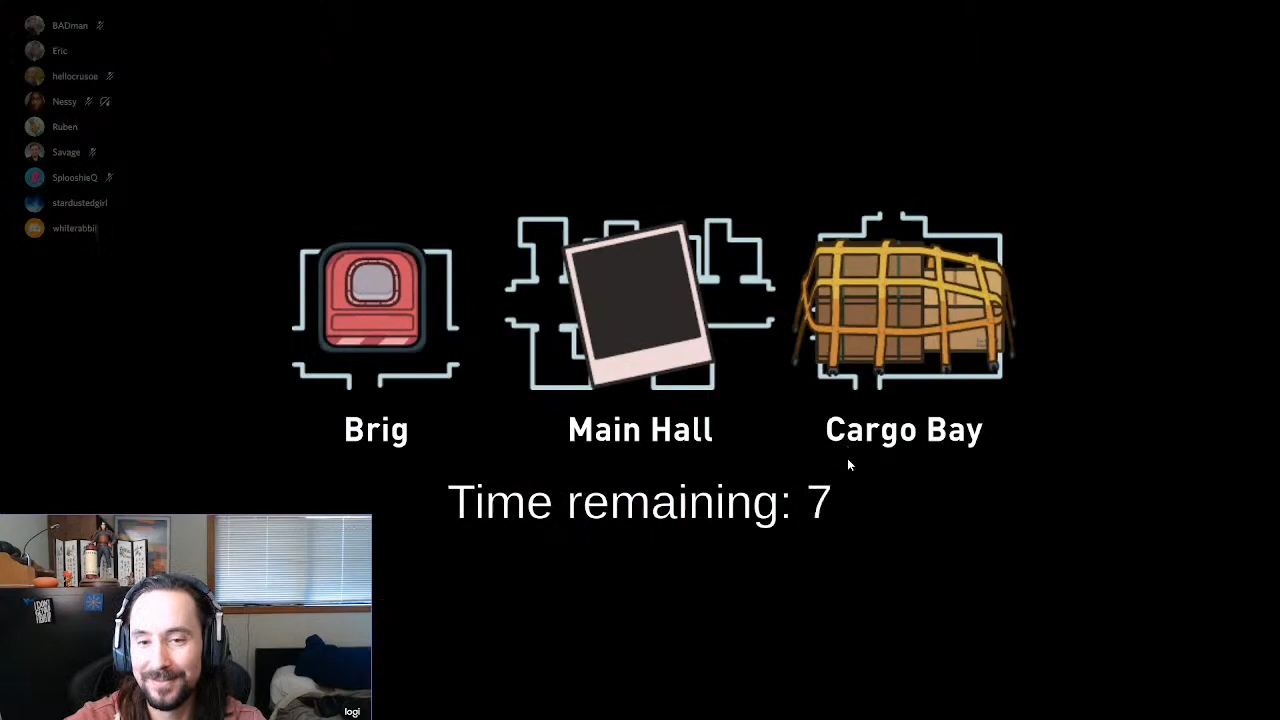 BADman
Eric
hellocrusoe
Nessy
Ruben
Savage
SplooshieQ
stardustedgirl
whiterabbit
Brig
Main Hall
Cargo Bay
Time remaining: 7
logi